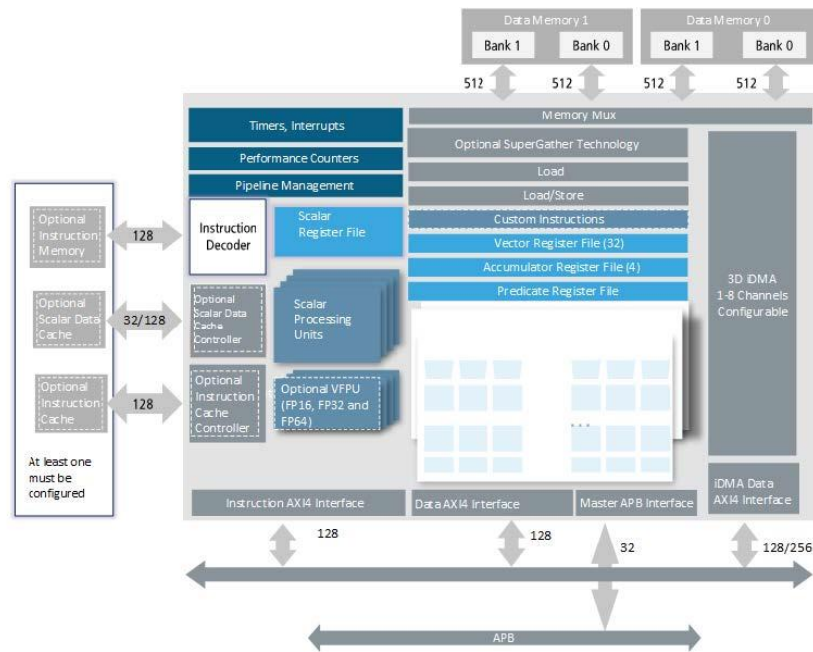 Data Memory 1
Data Memory 0
Bank 1
Bank 0
Bank 1
Bank 0
512
512
512
512
Memory Mux
Timers, Interrupts
Performance Counters
Pipeline Management
Optional SuperGather Technology
Load
Load/Store
Custom Instructions
Vector Register File (32)
Accumulator Register File (4)
Predicate Register File
Instruction
Decoder
Scalar
Register File
Optional
Instruction
Memory
128
Optional
Scalar Data
Cache
32/128
Optional
Scalar Data
Cache
Controller
Scalar
Processing
Units
Optional
Instruction
Cache
128
Optional
Instruction
Cache
Controller
Optional VFPU
(FP16, FP32 and
FP64)
...
3D iDMA
1-8 Channels
Configurable
At least one
must be
configured
Instruction AXI4 Interface
Data AXI4 Interface
Master APB Interface
iDMA Data
AXI4 Interface
128
128
32
128/256
APB